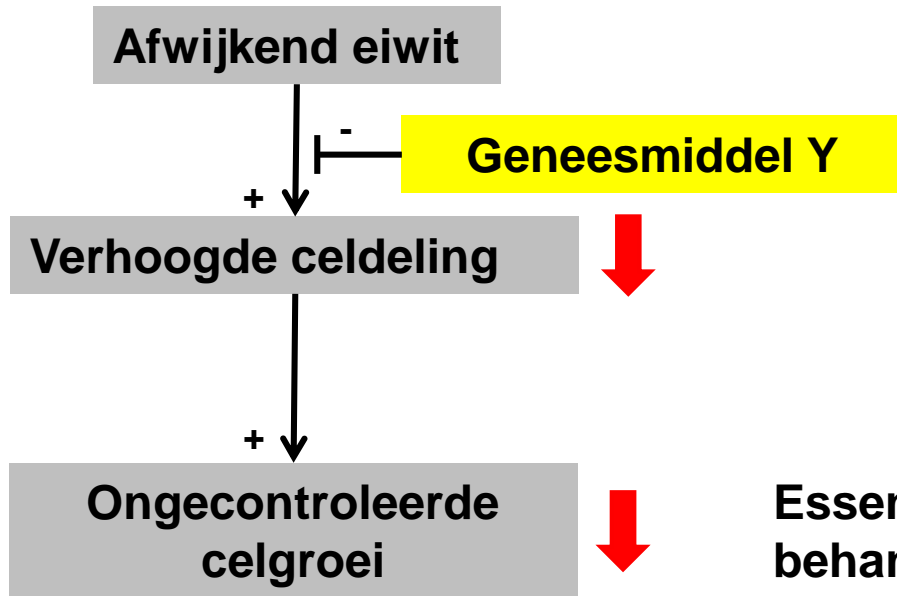 Afwijkend eiwit
-
Geneesmiddel Y
+
Verhoogde celdeling
+
Ongecontroleerde
celgroei